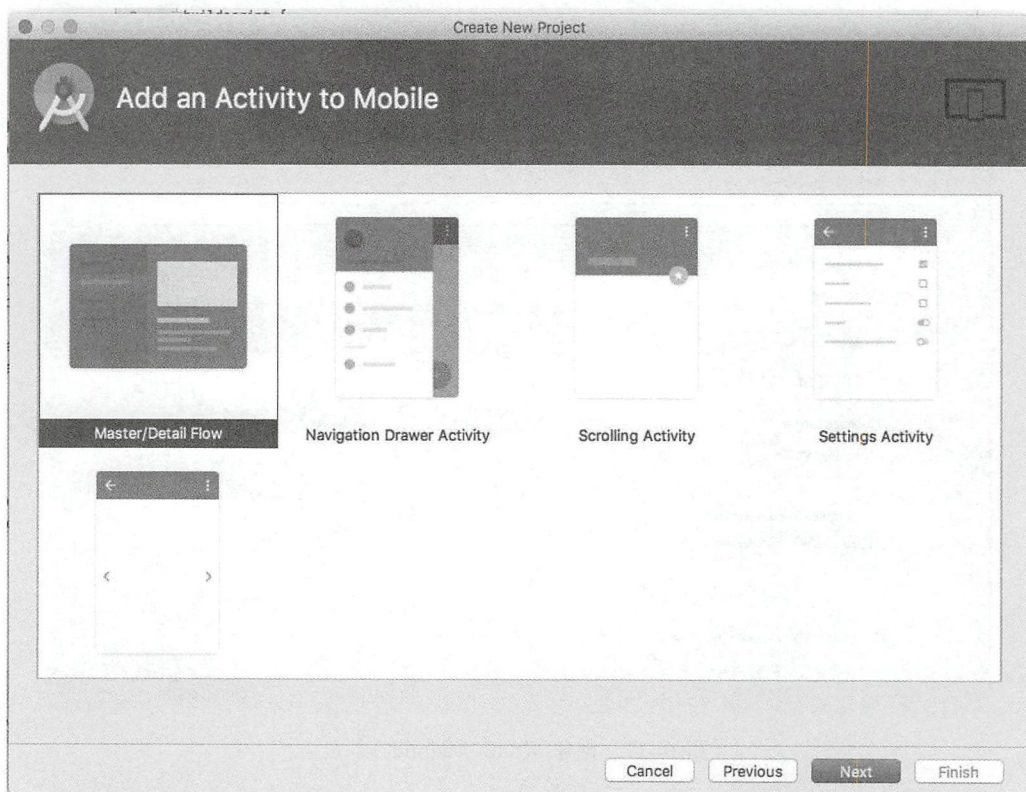 Create New Project
Add an Activity to Mobile
Master/Detail Flow
Navigation Drawer Activity
Scrolling Activity
Settings Activity
Cancel
Previous
Next
Finish